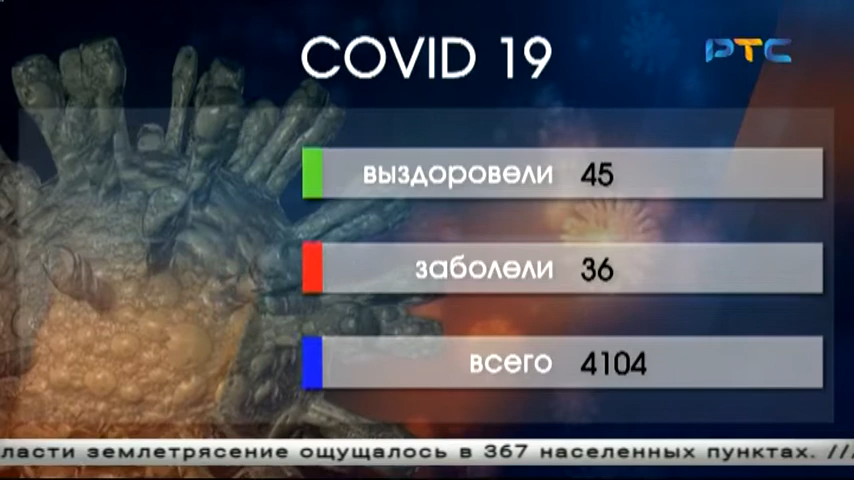 COVID 19
РТС
выздоровели 45
заболели 36
всего 4104
ласти землетрясение ощущалось в 367 населенных пунктах. ///